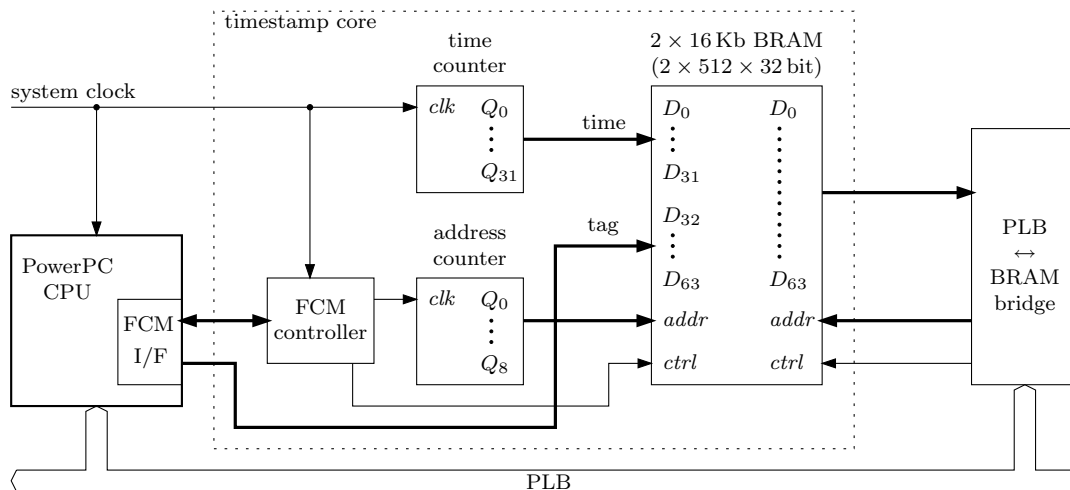 timestamp core
system clock
time
counter
clk
Q0
Q31
time
2 × 16 Kb BRAM
(2 × 512 × 32 bit)
D0
D31
D32
D63
addr
ctrl
D0
D63
addr
ctrl
tag
PowerPC
CPU
FCM
I/F
FCM
controller
address
counter
clk
Q0
Q8
PLB
↔
BRAM
bridge
PLB